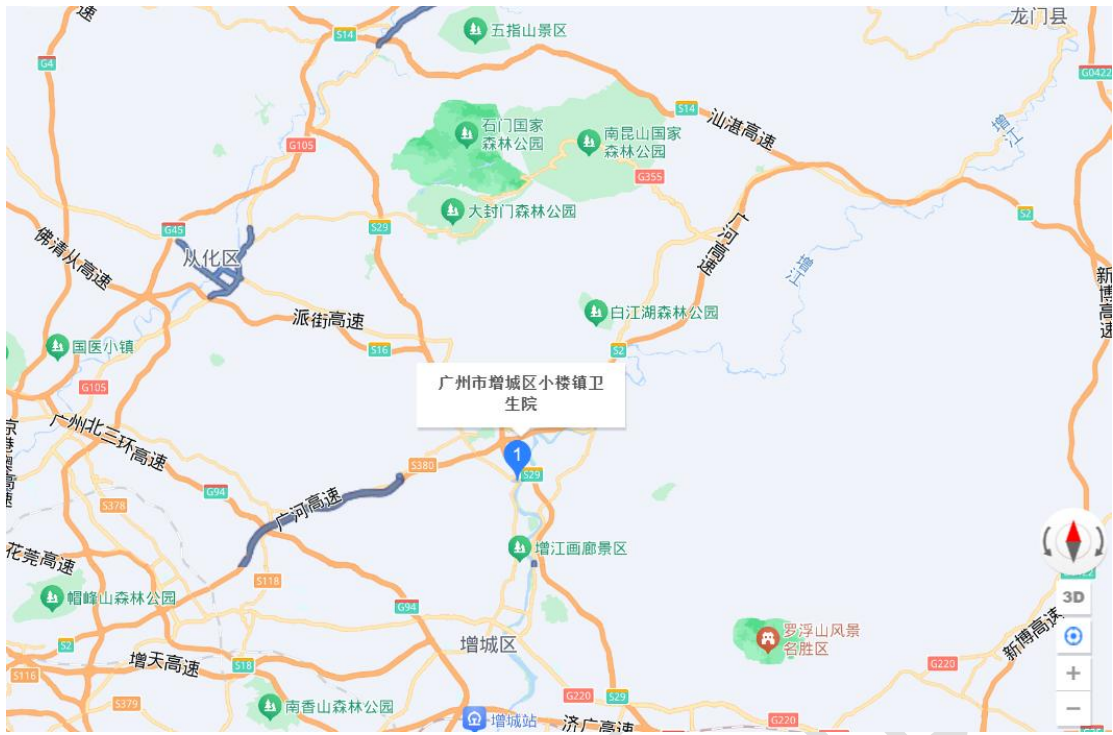 速
龙门县
五指山景区
S14
G4
G0422
石门国家
森林公园
南昆山国家
森林公园
S14
汕湛高速
增江
G105
G355
大封门森林公园
S2
G45
S29
广河高速
佛清从高速
从化区
增江
新博高速
派街高速
白江湖森林公园
国医小镇
S16
S2
G105
广州市增城区小楼镇卫
生院
广州北三环高速
京港澳高速
1
S380
S29
G94
S378
广河高速
增江画廊景区
花莞高速
S118
3D
帽峰山森林公园
G94
罗浮山风景
名胜区
新博高速
S2
增城区
增天高速
S18
G220
S116
S379
南香山森林公园
G220
S29
增城站
济广高速
G220